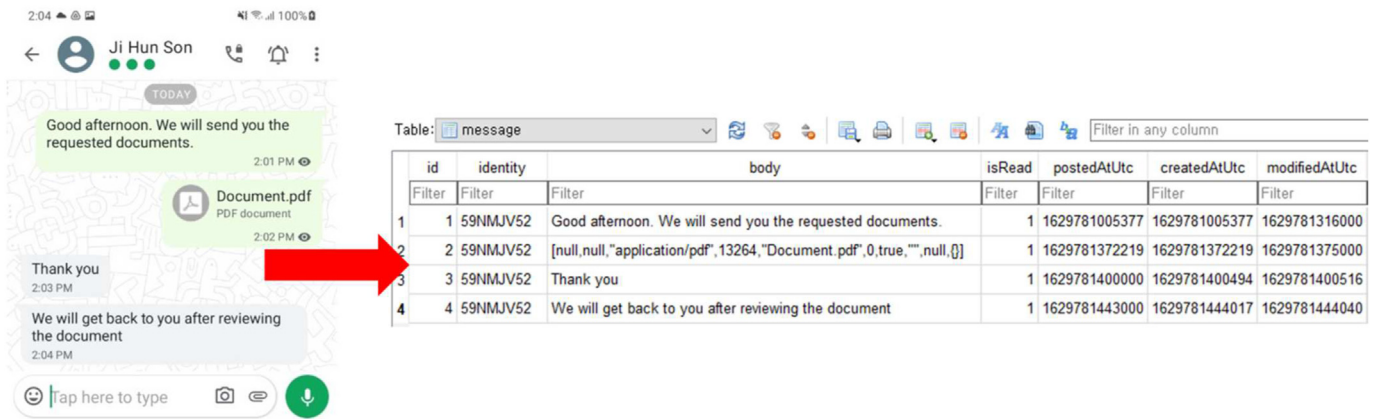 2:04
100%
Ji Hun Son
TODAY
Good afternoon. We will send you the
requested documents.
2:01 PM
Document.pdf
PDF document
2:02 PM
Thank you
2:03 PM
We will get back to you after reviewing
the document
2:04 PM
Tap here to type
Table: message
Filter in any column
id identity body isRead postedAtUtc createdAtUtc modifiedAtUtc
Filter Filter Filter Filter Filter Filter Filter
1 1 59NMJV52 Good afternoon. We will send you the requested documents. 1 1629781005377 1629781005377 1629781316000
2 2 59NMJV52 [null,null,"application/pdf",13264,"Document.pdf",0,true,"",null,{}] 1 1629781372219 1629781372219 1629781375000
3 3 59NMJV52 Thank you 1 1629781400000 1629781400494 1629781400516
4 4 59NMJV52 We will get back to you after reviewing the document 1 1629781443000 1629781444017 1629781444040